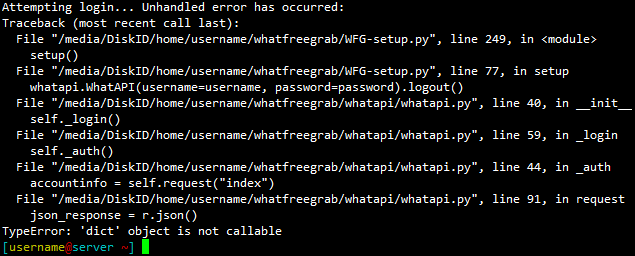 Attempting login... Unhandled error has occurred:
Traceback (most recent call last):
  File "/media/DiskID/home/username/whatfreegrab/WFG-setup.py", line 249, in <module>
    setup()
  File "/media/DiskID/home/username/whatfreegrab/WFG-setup.py", line 77, in setup
    whatapi.WhatAPI(username=username, password=password).logout()
  File "/media/DiskID/home/username/whatfreegrab/whatapi/whatapi.py", line 40, in __init__
    self._login()
  File "/media/DiskID/home/username/whatfreegrab/whatapi/whatapi.py", line 59, in _login
    self._auth()
  File "/media/DiskID/home/username/whatfreegrab/whatapi/whatapi.py", line 44, in _auth
    accountinfo = self.request("index")
  File "/media/DiskID/home/username/whatfreegrab/whatapi/whatapi.py", line 91, in request
    json_response = r.json()
TypeError: 'dict' object is not callable
[username@server ~]